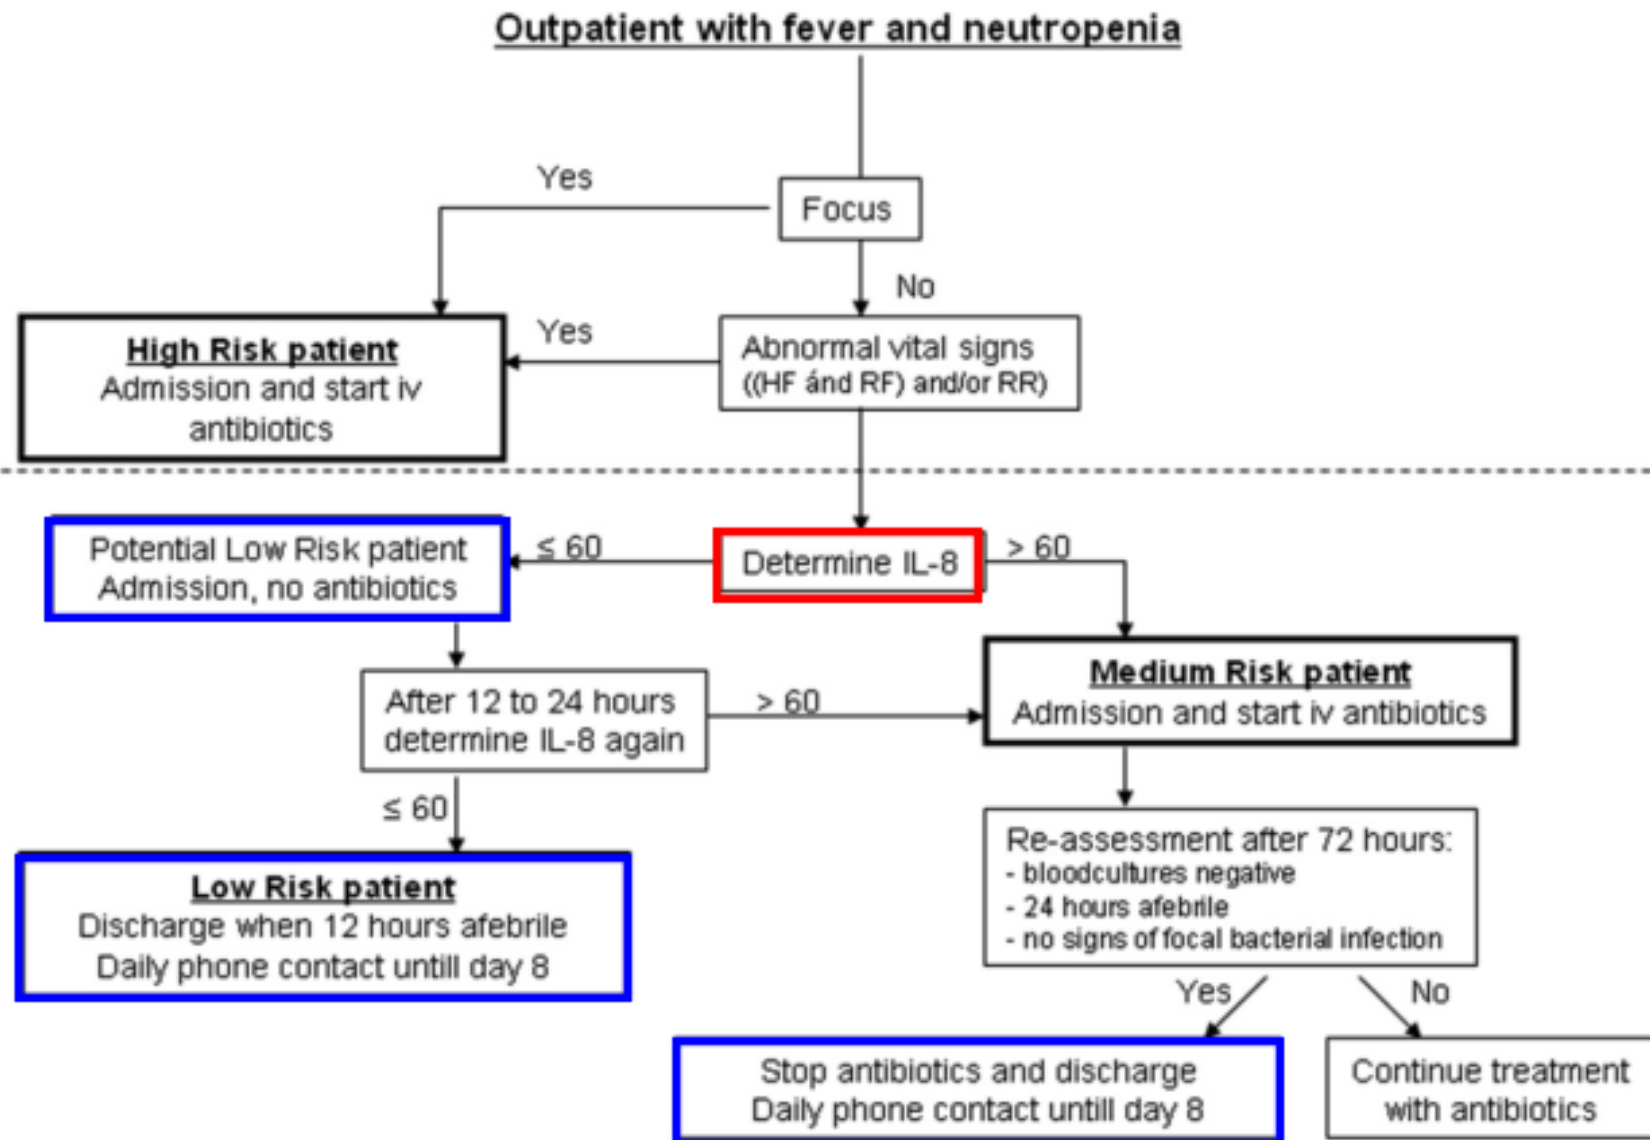 Outpatient with fever and neutropenia
Yes
Focus
No
High Risk patient
Admission and start iv
antibiotics
Yes
Abnormal vital signs
((HF ánd RF) and/or RR)
Potential Low Risk patient
Admission, no antibiotics
≤ 60
Determine IL-8
> 60
After 12 to 24 hours
determine IL-8 again
> 60
Medium Risk patient
Admission and start iv antibiotics
≤ 60
Low Risk patient
Discharge when 12 hours afebrile
Daily phone contact untill day 8
Re-assessment after 72 hours:
- bloodcultures negative
- 24 hours afebrile
- no signs of focal bacterial infection
Yes
No
Stop antibiotics and discharge
Daily phone contact untill day 8
Continue treatment
with antibiotics